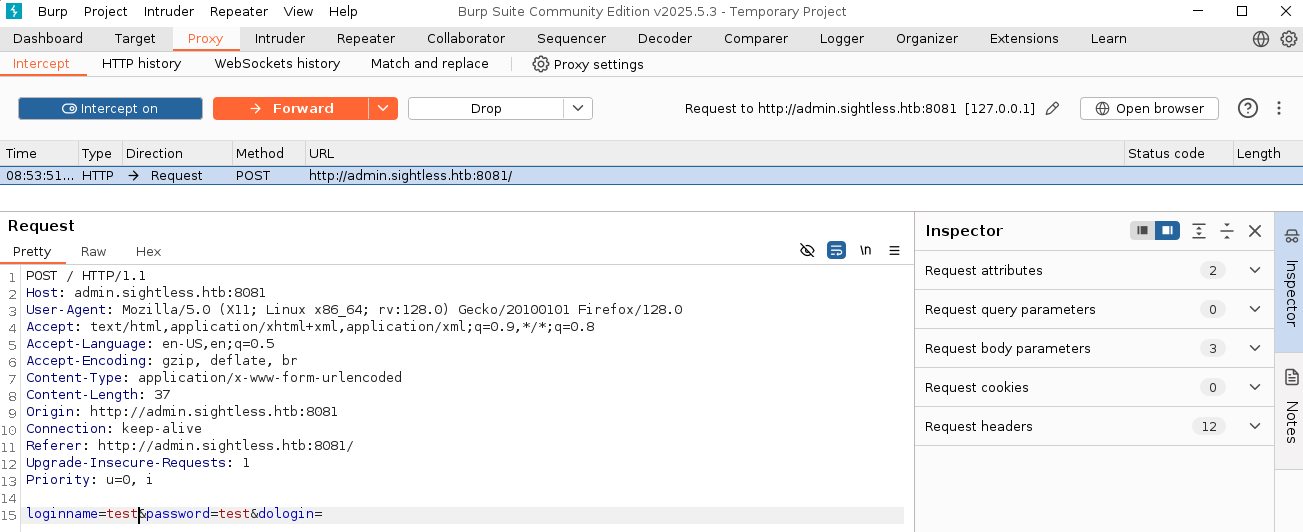 Burp Project Intruder Repeater View Help Burp Suite Community Edition v2025.5.3 - Temporary Project
Dashboard Target Proxy Intruder Repeater Collaborator Sequencer Decoder Comparer Logger Organizer Extensions Learn
Intercept HTTP history WebSockets history Match and replace Proxy settings
Intercept on Forward Drop Request to http://admin.sightless.htb:8081 [127.0.0.1] Open browser
Time Type Direction Method URL Status code Length
08:53:51... HTTP → Request POST http://admin.sightless.htb:8081/
Request
Pretty Raw Hex \n
1 POST / HTTP/1.1
2 Host: admin.sightless.htb:8081
3 User-Agent: Mozilla/5.0 (X11; Linux x86_64; rv:128.0) Gecko/20100101 Firefox/128.0
4 Accept: text/html,application/xhtml+xml,application/xml;q=0.9,*/*;q=0.8
5 Accept-Language: en-US,en;q=0.5
6 Accept-Encoding: gzip, deflate, br
7 Content-Type: application/x-www-form-urlencoded
8 Content-Length: 37
9 Origin: http://admin.sightless.htb:8081
10 Connection: keep-alive
11 Referer: http://admin.sightless.htb:8081/
12 Upgrade-Insecure-Requests: 1
13 Priority: u=0, i
14
15 loginname=test&password=test&dologin=
Inspector
Request attributes 2
Request query parameters 0
Request body parameters 3
Request cookies 0
Request headers 12
Inspector
Notes